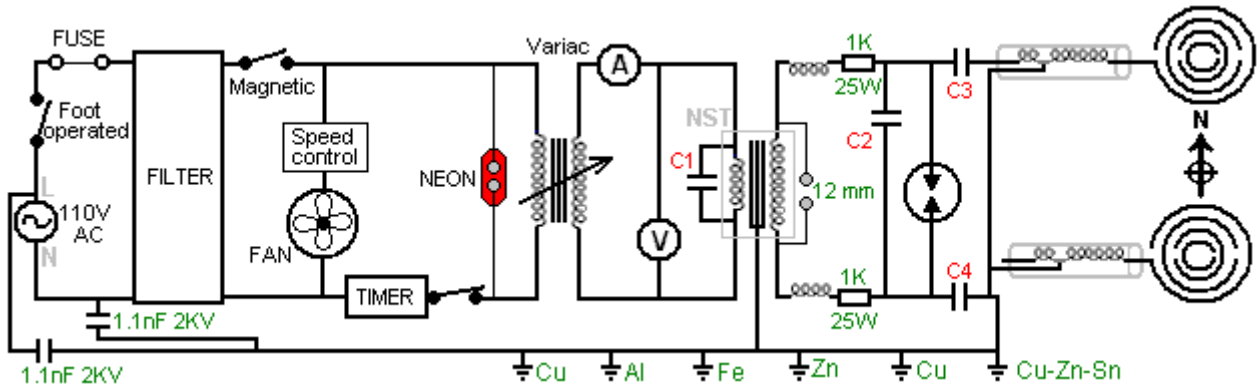 FUSE
Foot
operated
L
110V
AC
N
1.1nF 2KV
1.1nF 2KV
FILTER
Magnetic
Speed
control
FAN
TIMER
NEON
Variac
A
V
NST
C1
12 mm
1K
25W
1K
25W
C2
C3
C4
N
Cu
Al
Fe
Zn
Cu
Cu-Zn-Sn